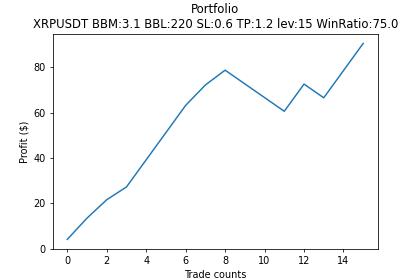 Portfolio
XRPUSDT BBM:3.1 BBL:220 SL:0.6 TP:1.2 lev:15 WinRatio:75.0
80
60
40
20
0
Profit ($)
0 2 4 6 8 10 12 14
Trade counts